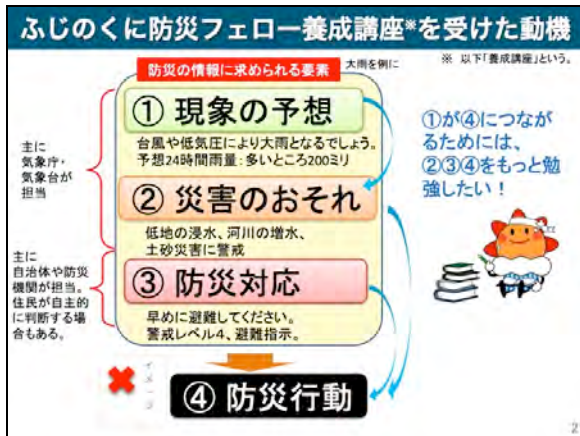 ふじのくに防災フェロー養成講座※を受けた動機
※ 以下「養成講座」という。
防災の情報に求められる要素
大雨を例に
① 現象の予想
台風や低気圧により大雨となるでしょう。
予想24時間雨量：多いところ200ミリ
主に
気象庁・
気象台が
担当
② 災害のおそれ
低地の浸水、河川の増水、
土砂災害に警戒
主に
自治体や防災
機関が担当。
住民が自主的
に判断する場
合もある。
③ 防災対応
早めに避難してください。
警戒レベル４、避難指示。
④ 防災行動
イメージ
①が④につなが
るためには、
②③④をもっと勉
強したい！
2